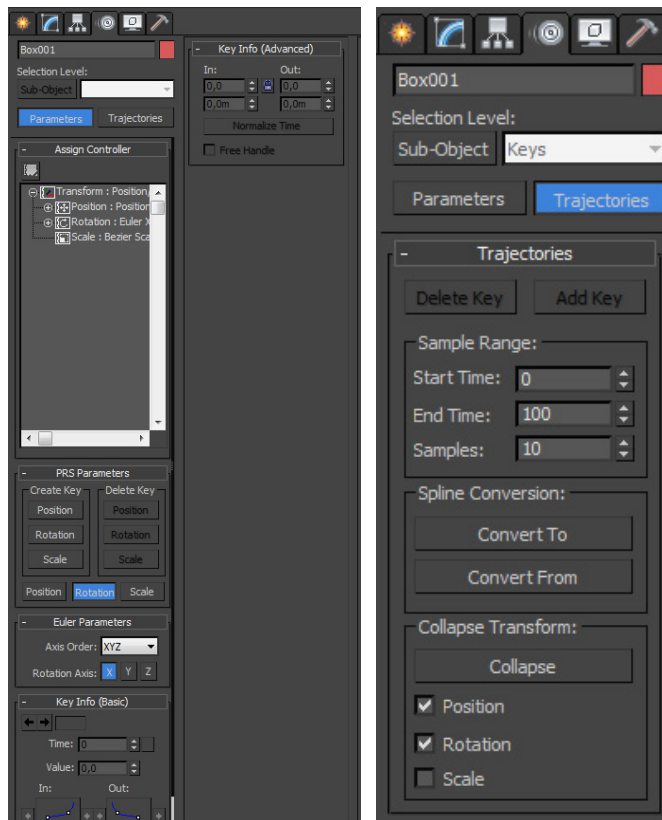 Box001
Selection Level:
Sub-Object
Parameters Trajectories
- Assign Controller
Transform : Position,
Position : Position
Rotation : Euler X
Scale : Bezier Sca
- PRS Parameters
Create Key Delete Key
Position Position
Rotation Rotation
Scale Scale
Position Rotation Scale
- Euler Parameters
Axis Order: XYZ
Rotation Axis: X Y Z
- Key Info (Basic)
Time: 0
Value: 0,0
In: Out:
- Key Info (Advanced)
In: Out:
0,0 0,0
0,0m 0,0m
Normalize Time
Free Handle
Box001
Selection Level:
Sub-Object Keys
Parameters Trajectories
- Trajectories
Delete Key Add Key
Sample Range:
Start Time: 0
End Time: 100
Samples: 10
Spline Conversion:
Convert To
Convert From
Collapse Transform:
Collapse
Position
Rotation
Scale